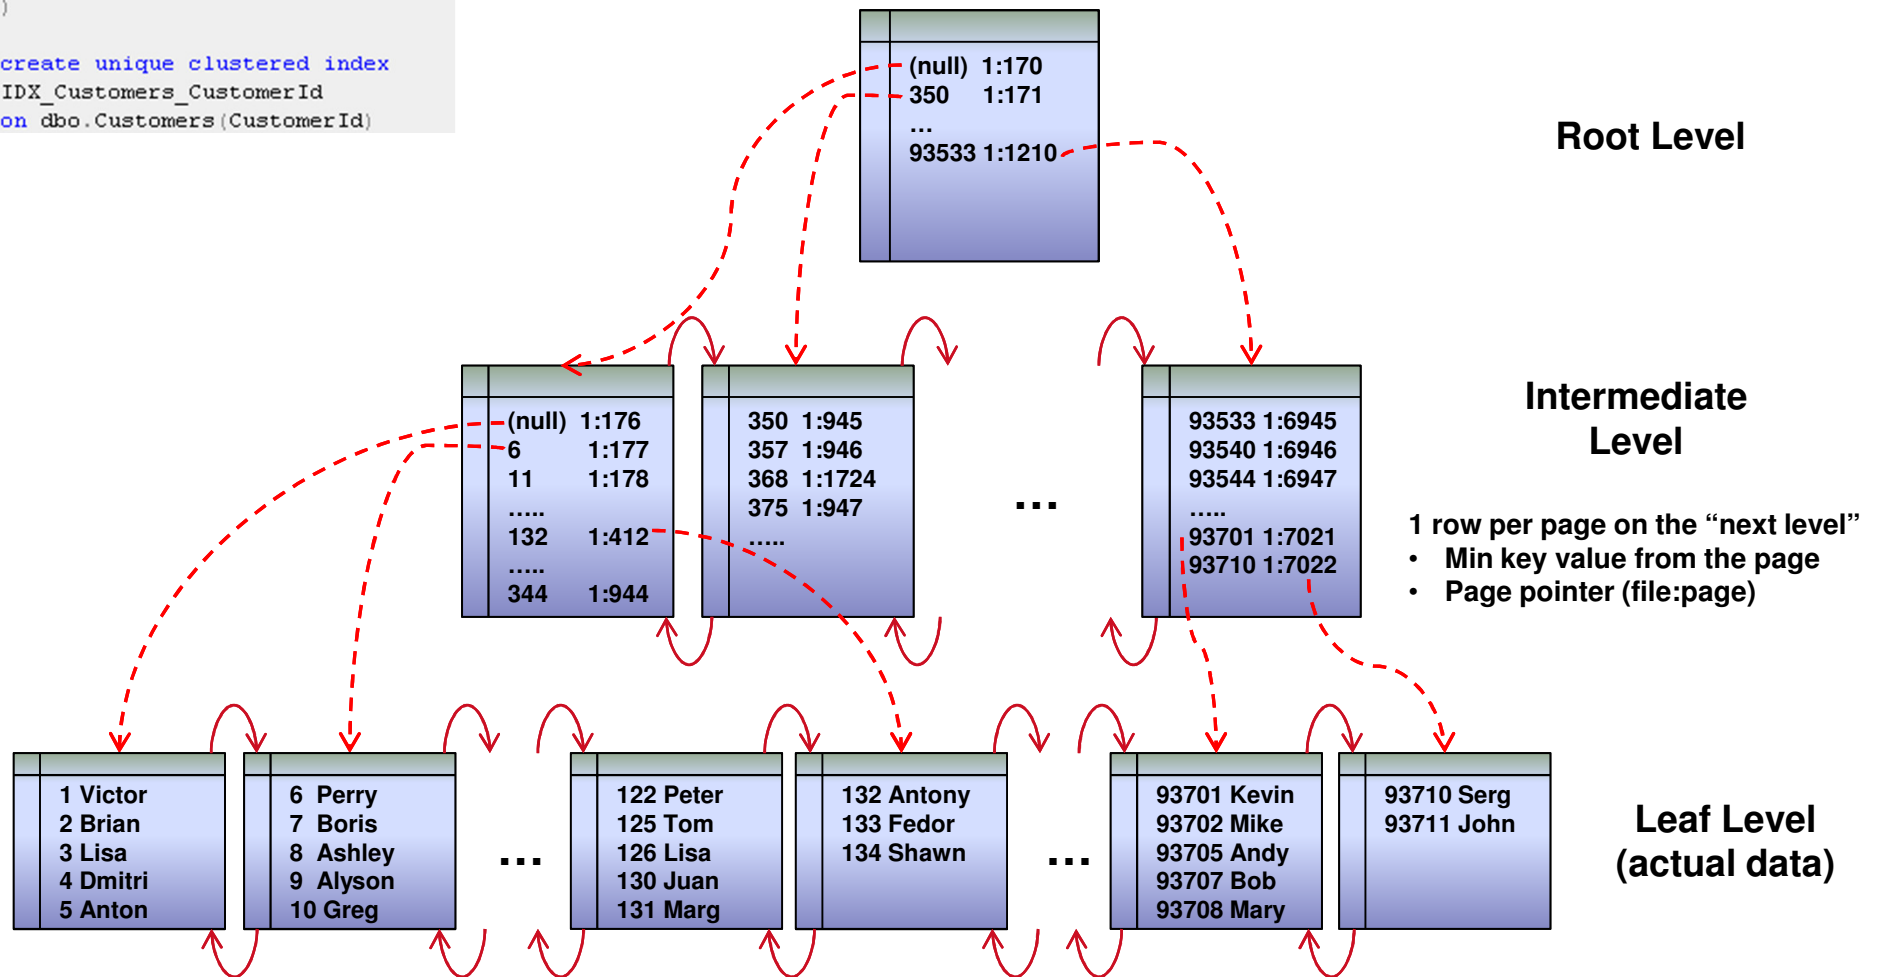 )
create unique clustered index
IDX_Customers_CustomerId
on dbo.Customers(CustomerId)
(null) 1:170
350 1:171
...
93533 1:1210
Root Level
(null) 1:176
6 1:177
11 1:178
.....
132 1:412
.....
344 1:944
350 1:945
357 1:946
368 1:1724
375 1:947
.....
...
93533 1:6945
93540 1:6946
93544 1:6947
.....
93701 1:7021
93710 1:7022
Intermediate
Level
1 row per page on the “next level”
• Min key value from the page
• Page pointer (file:page)
1 Victor
2 Brian
3 Lisa
4 Dmitri
5 Anton
6 Perry
7 Boris
8 Ashley
9 Alyson
10 Greg
...
122 Peter
125 Tom
126 Lisa
130 Juan
131 Marg
132 Antony
133 Fedor
134 Shawn
...
93701 Kevin
93702 Mike
93705 Andy
93707 Bob
93708 Mary
93710 Serg
93711 John
Leaf Level
(actual data)